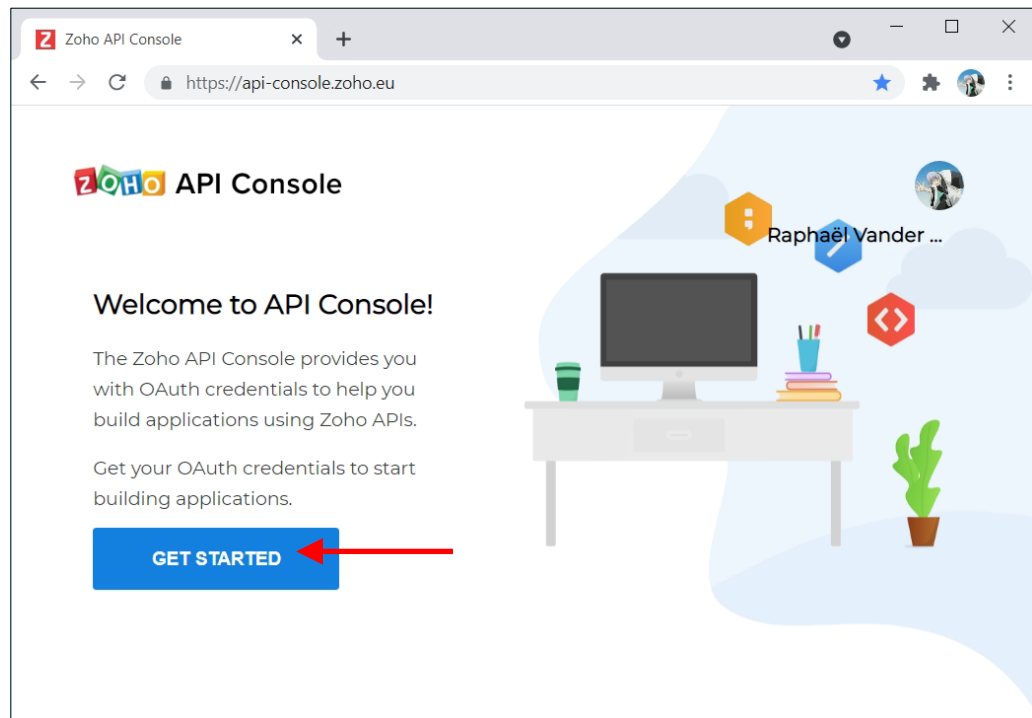 Zoho API Console
https://api-console.zoho.eu
ZOHO API Console
Raphaël Vander ...
Welcome to API Console!
The Zoho API Console provides you
with OAuth credentials to help you
build applications using Zoho APIs.
Get your OAuth credentials to start
building applications.
GET STARTED